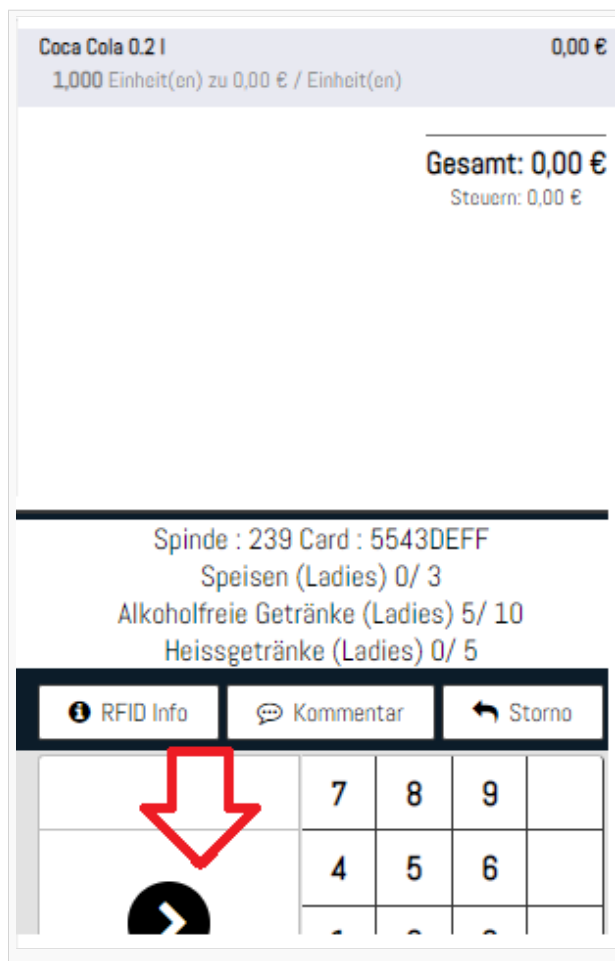 Coca Cola 0.2 l 0,00 €
1,000 Einheit(en) zu 0,00 € / Einheit(en)
Gesamt: 0,00 €
Steuern: 0,00 €
Spinde : 239 Card : 5543DEFF
Speisen (Ladies) 0/ 3
Alkoholfreie Getränke (Ladies) 5/ 10
Heissgetränke (Ladies) 0/ 5
RFID Info Kommentar Storno
7 8 9
4 5 6